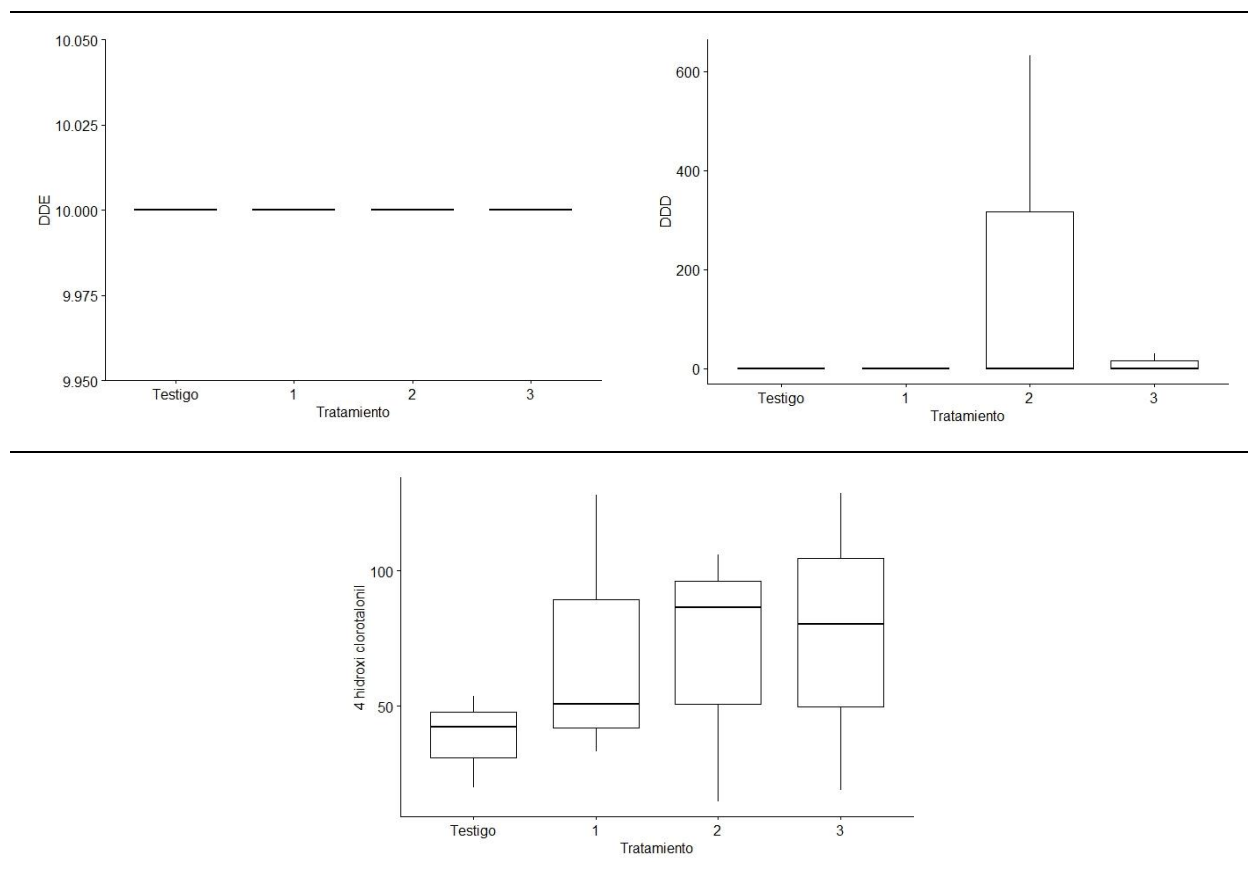 10.050
10.025
10.000
9.975
9.950
DDE
Testigo 1 2 3
Tratamiento
600
400
200
0
DDD
Testigo 1 2 3
Tratamiento
100
50
4 hidroxi clorotalonil
Testigo 1 2 3
Tratamiento